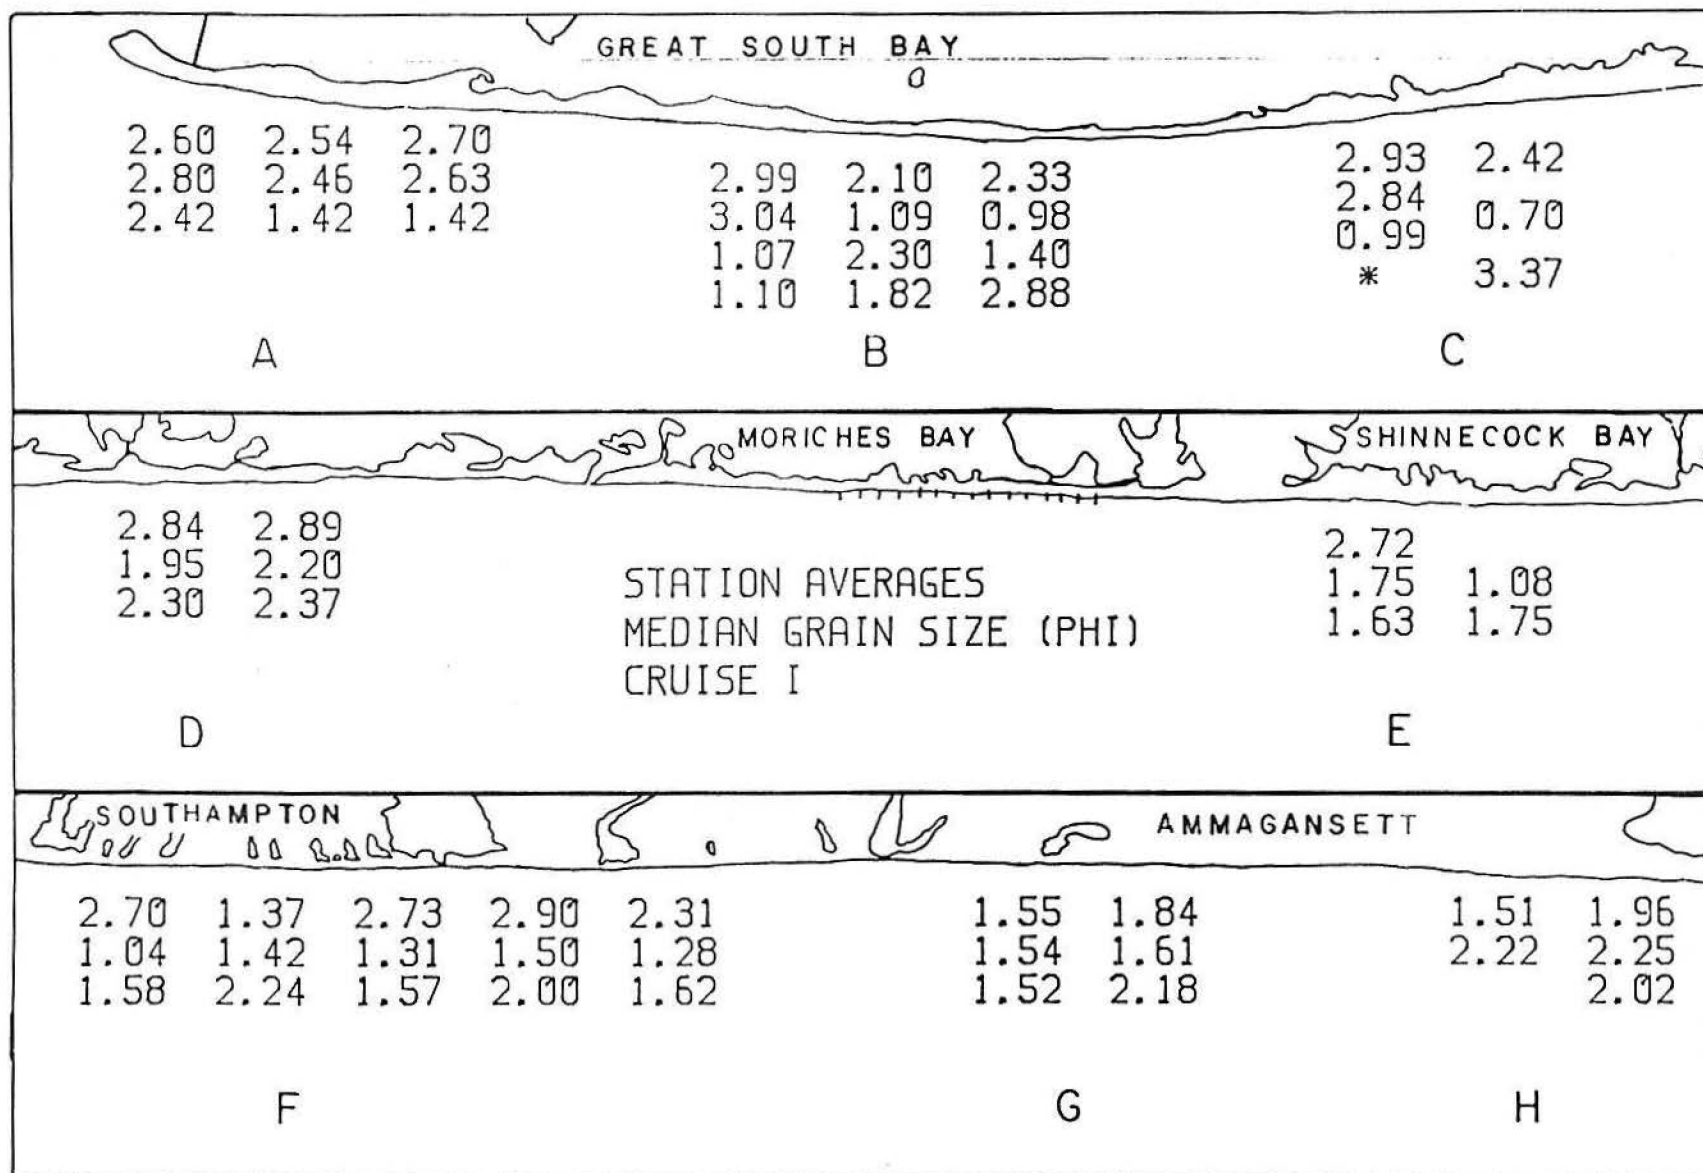 GREAT SOUTH BAY
2.60 2.54 2.70
2.80 2.46 2.63
2.42 1.42 1.42
A
2.99 2.10 2.33
3.04 1.09 0.98
1.07 2.30 1.40
1.10 1.82 2.88
B
2.93 2.42
2.84
0.70
0.99
* 3.37
C
MORICHES BAY
SHINNECOCK BAY
2.84 2.89
1.95 2.20
2.30 2.37
D
STATION AVERAGES
MEDIAN GRAIN SIZE (PHI)
CRUISE I
2.72
1.75 1.08
1.63 1.75
E
SOUTHAMPTON
AMMAGANSETT
2.70 1.37 2.73 2.90 2.31
1.04 1.42 1.31 1.50 1.28
1.58 2.24 1.57 2.00 1.62
F
1.55 1.84
1.54 1.61
1.52 2.18
G
1.51 1.96
2.22 2.25
2.02
H